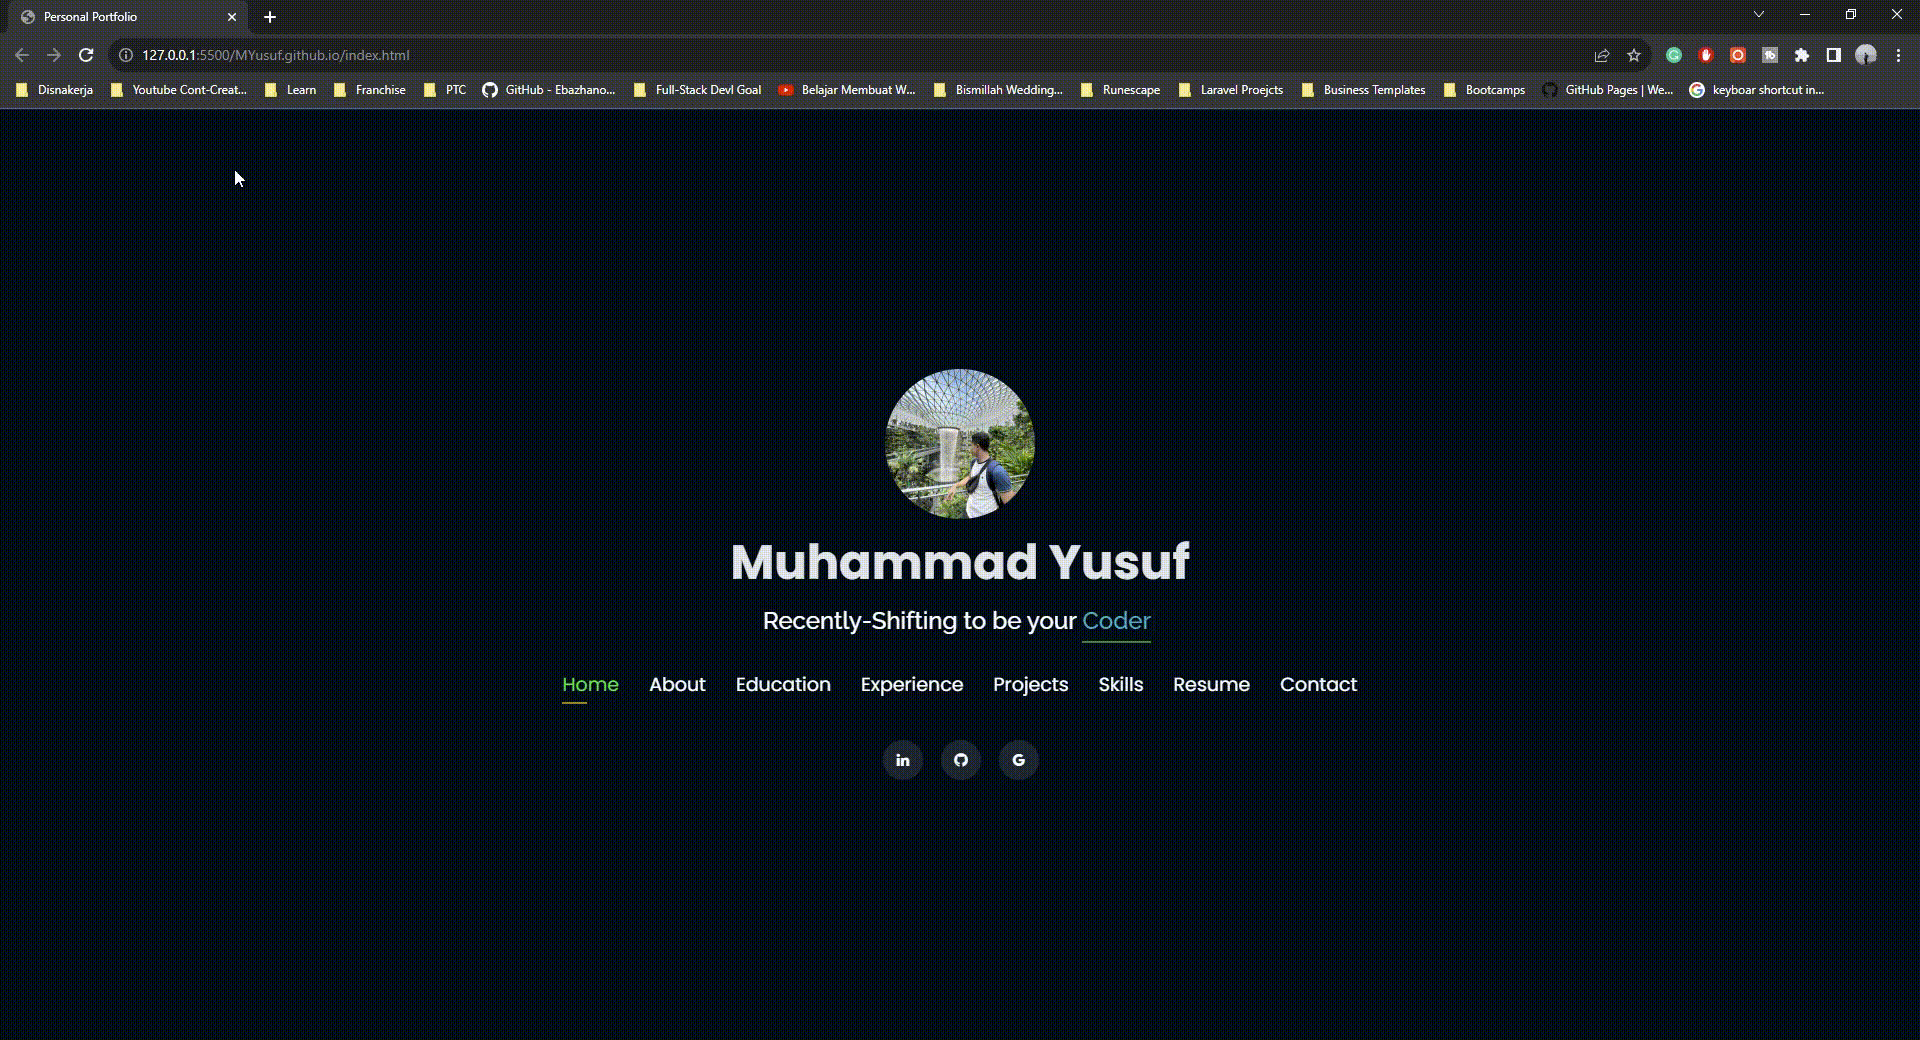 Personal Portfolio
127.0.0.1:5500/MYusuf.github.io/index.html
Disnakerja Youtube Cont-Creat... Learn Franchise PTC GitHub - Ebazhano... Full-Stack Devl Goal Belajar Membuat W... Bismillah Wedding... Runescape Laravel Proejcts Business Templates Bootcamps GitHub Pages | We... keyboar shortcut in...
Muhammad Yusuf
Recently-Shifting to be your Coder
Home About Education Experience Projects Skills Resume Contact
in G